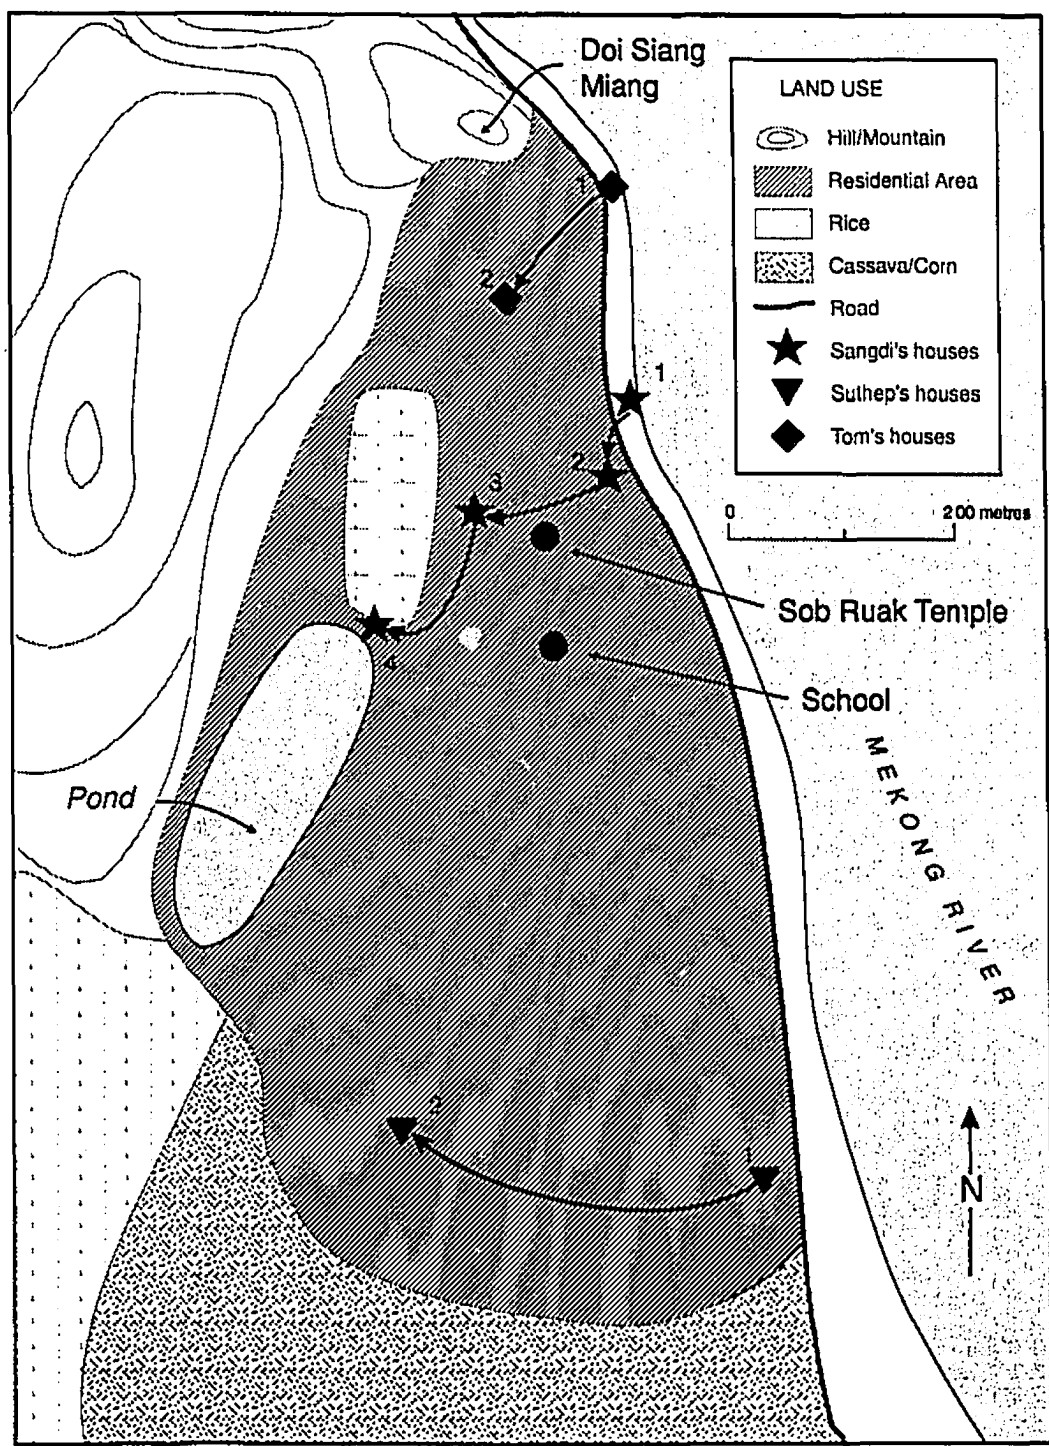 Doi Siang
Miang
LAND USE
Hill/Mountain
Residential Area
Rice
Cassava/Corn
Road
Sangdi's houses
Suthep's houses
Tom's houses
1
2
1
2
3
4
0 200 metres
Sob Ruak Temple
School
Pond
MEKONG RIVER
2
1
N